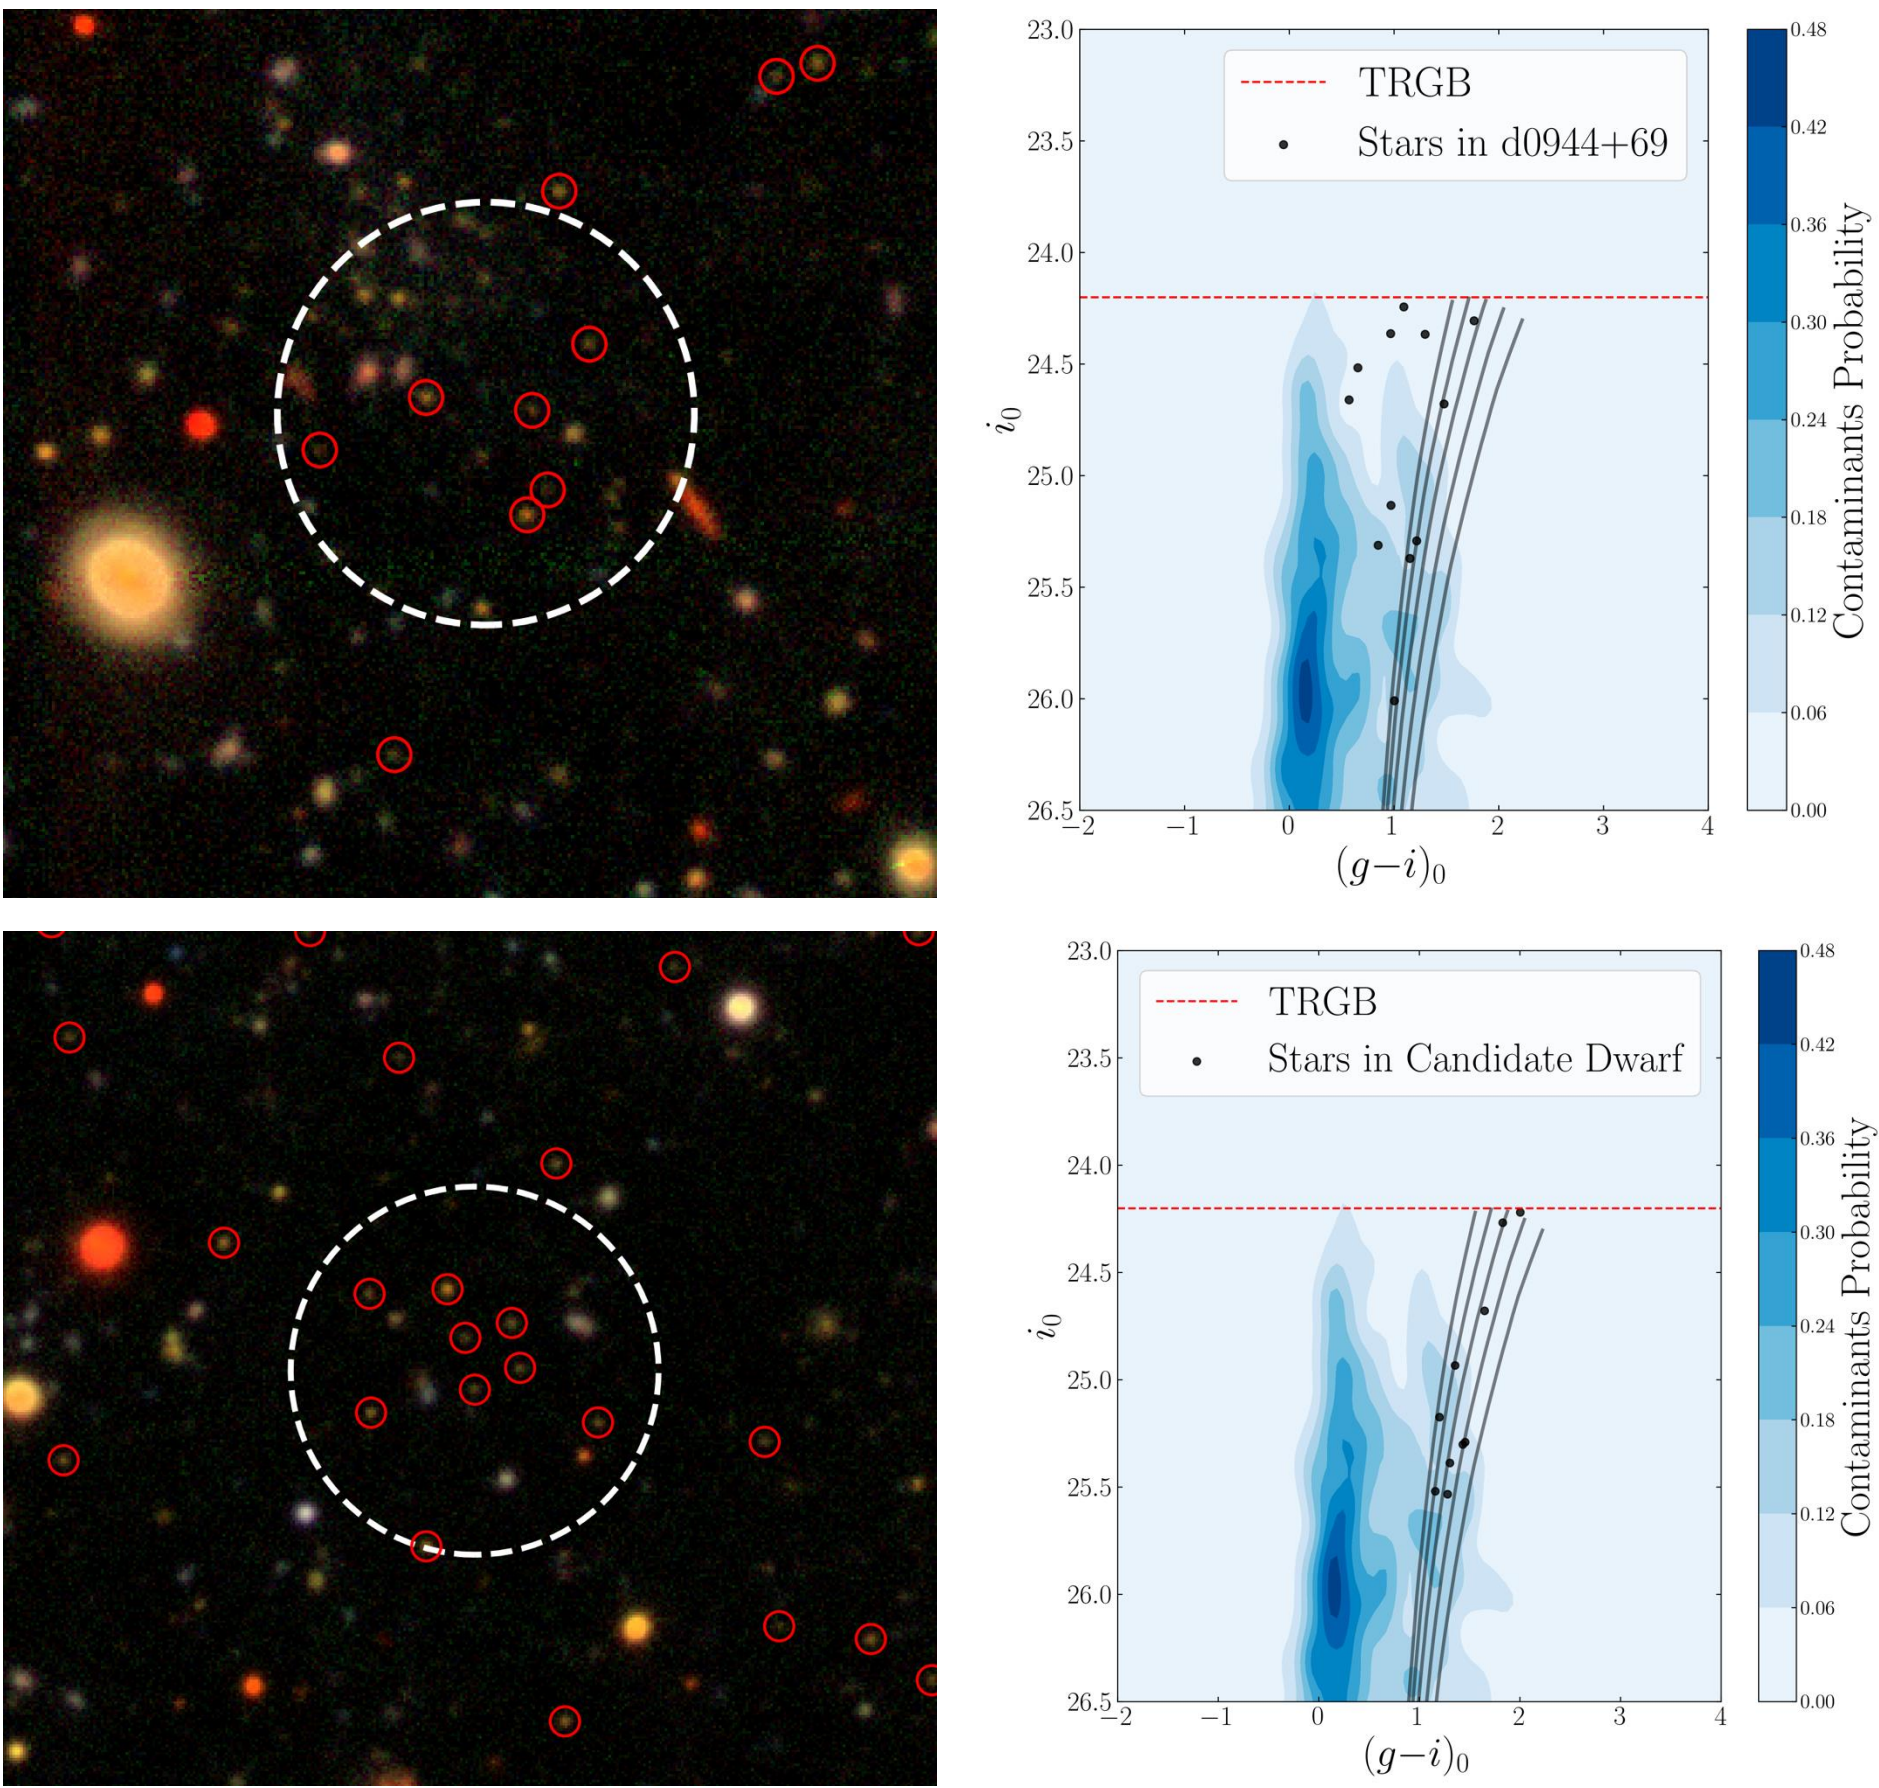 23.0
23.5
24.0
24.5
25.0
25.5
26.0
26.5
i₀
TRGB
Stars in d0944+69
−2 −1 0 1 2 3 4
(g−i)₀
0.48
0.42
0.36
0.30
0.24
0.18
0.12
0.06
0.00
Contaminants Probability
23.0
23.5
24.0
24.5
25.0
25.5
26.0
26.5
i₀
TRGB
Stars in Candidate Dwarf
−2 −1 0 1 2 3 4
(g−i)₀
0.48
0.42
0.36
0.30
0.24
0.18
0.12
0.06
0.00
Contaminants Probability